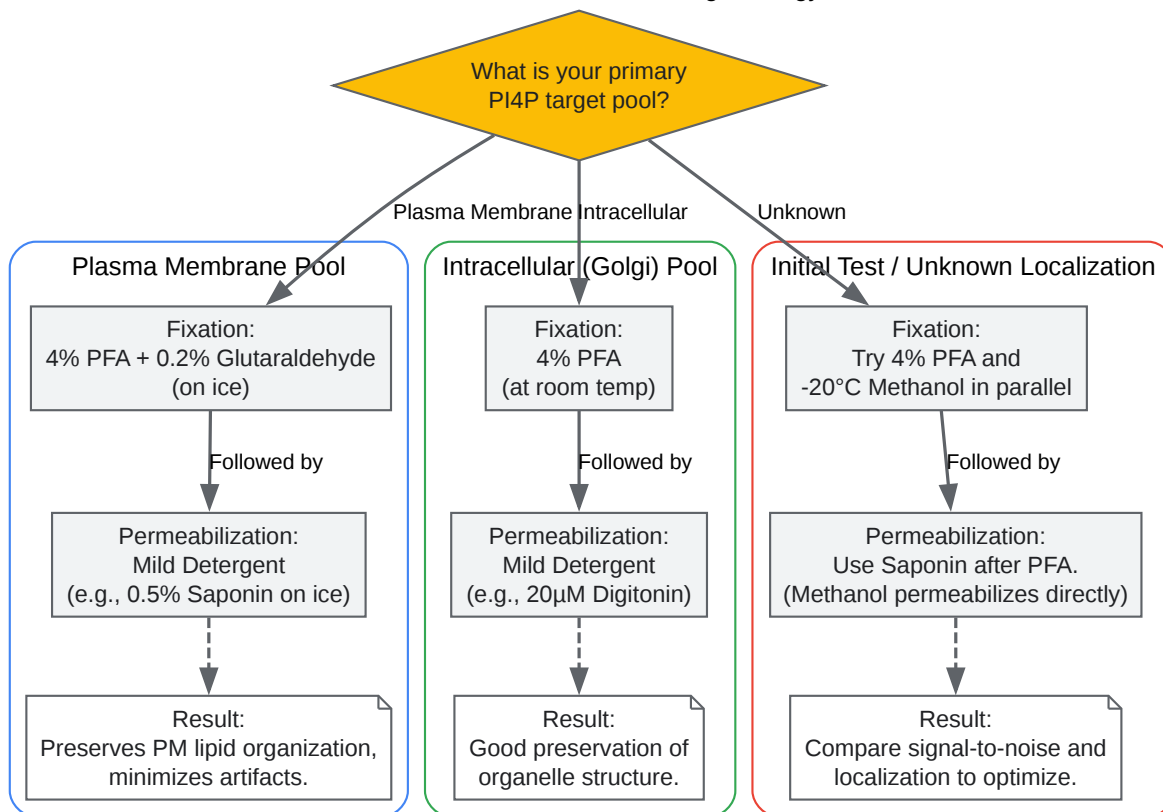 What is your primary
PI4P target pool?
Plasma Membrane
Intracellular
Unknown
Plasma Membrane Pool
Fixation:
4% PFA + 0.2% Glutaraldehyde
(on ice)
Followed by
Permeabilization:
Mild Detergent
(e.g., 0.5% Saponin on ice)
Result:
Preserves PM lipid organization,
minimizes artifacts.
Intracellular (Golgi) Pool
Fixation:
4% PFA
(at room temp)
Followed by
Permeabilization:
Mild Detergent
(e.g., 20µM Digitonin)
Result:
Good preservation of
organelle structure.
Initial Test / Unknown Localization
Fixation:
Try 4% PFA and
-20°C Methanol in parallel
Followed by
Permeabilization:
Use Saponin after PFA.
(Methanol permeabilizes directly)
Result:
Compare signal-to-noise and
localization to optimize.